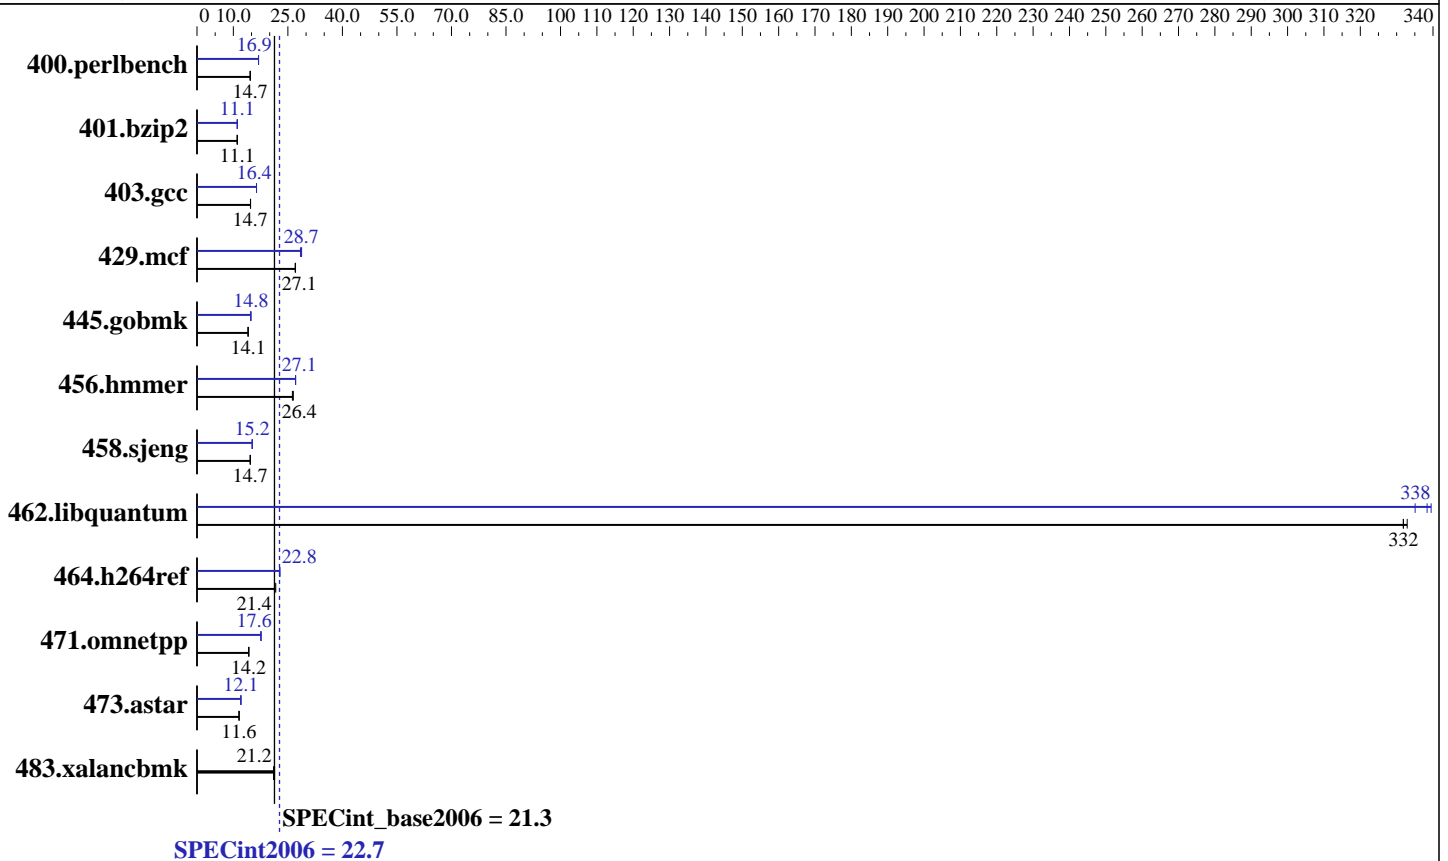 0 10.0 25.0 40.0 55.0 70.0 85.0 100 110 120 130 140 150 160 170 180 190 200 210 220 230 240 250 260 270 280 290 300 310 320 340
400.perlbench
16.9
14.7
401.bzip2
11.1
11.1
403.gcc
16.4
14.7
429.mcf
28.7
27.1
445.gobmk
14.8
14.1
456.hmmer
27.1
26.4
458.sjeng
15.2
14.7
462.libquantum
338
332
464.h264ref
22.8
21.4
471.omnetpp
17.6
14.2
473.astar
12.1
11.6
483.xalancbmk
21.2
SPECint_base2006 = 21.3
SPECint2006 = 22.7